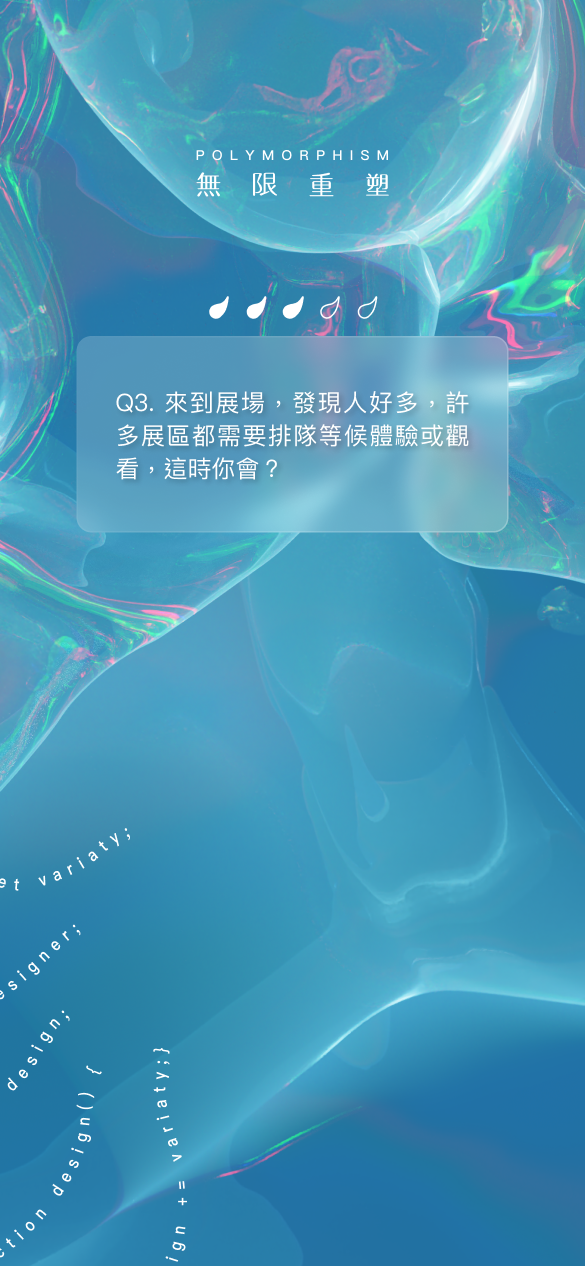 POLYMORPHISM
無限重塑
Q3. 來到展場，發現人好多，許
多展區都需要排隊等候體驗或觀
看，這時你會？
variaty;
esigner;
design;
ction design() {
ign += variaty;}